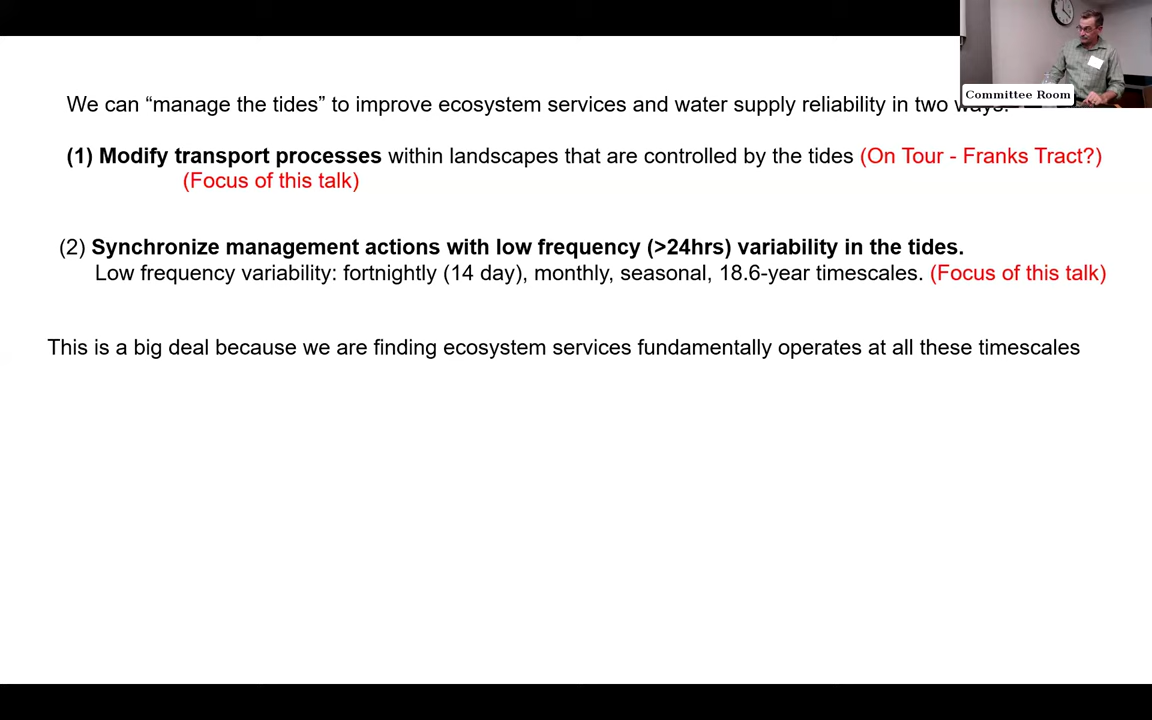 Committee Room
We can “manage the tides” to improve ecosystem services and water supply reliability in two ways:
(1) Modify transport processes within landscapes that are controlled by the tides (On Tour - Franks Tract?)
(Focus of this talk)
(2) Synchronize management actions with low frequency (>24hrs) variability in the tides.
Low frequency variability: fortnightly (14 day), monthly, seasonal, 18.6-year timescales. (Focus of this talk)
This is a big deal because we are finding ecosystem services fundamentally operates at all these timescales